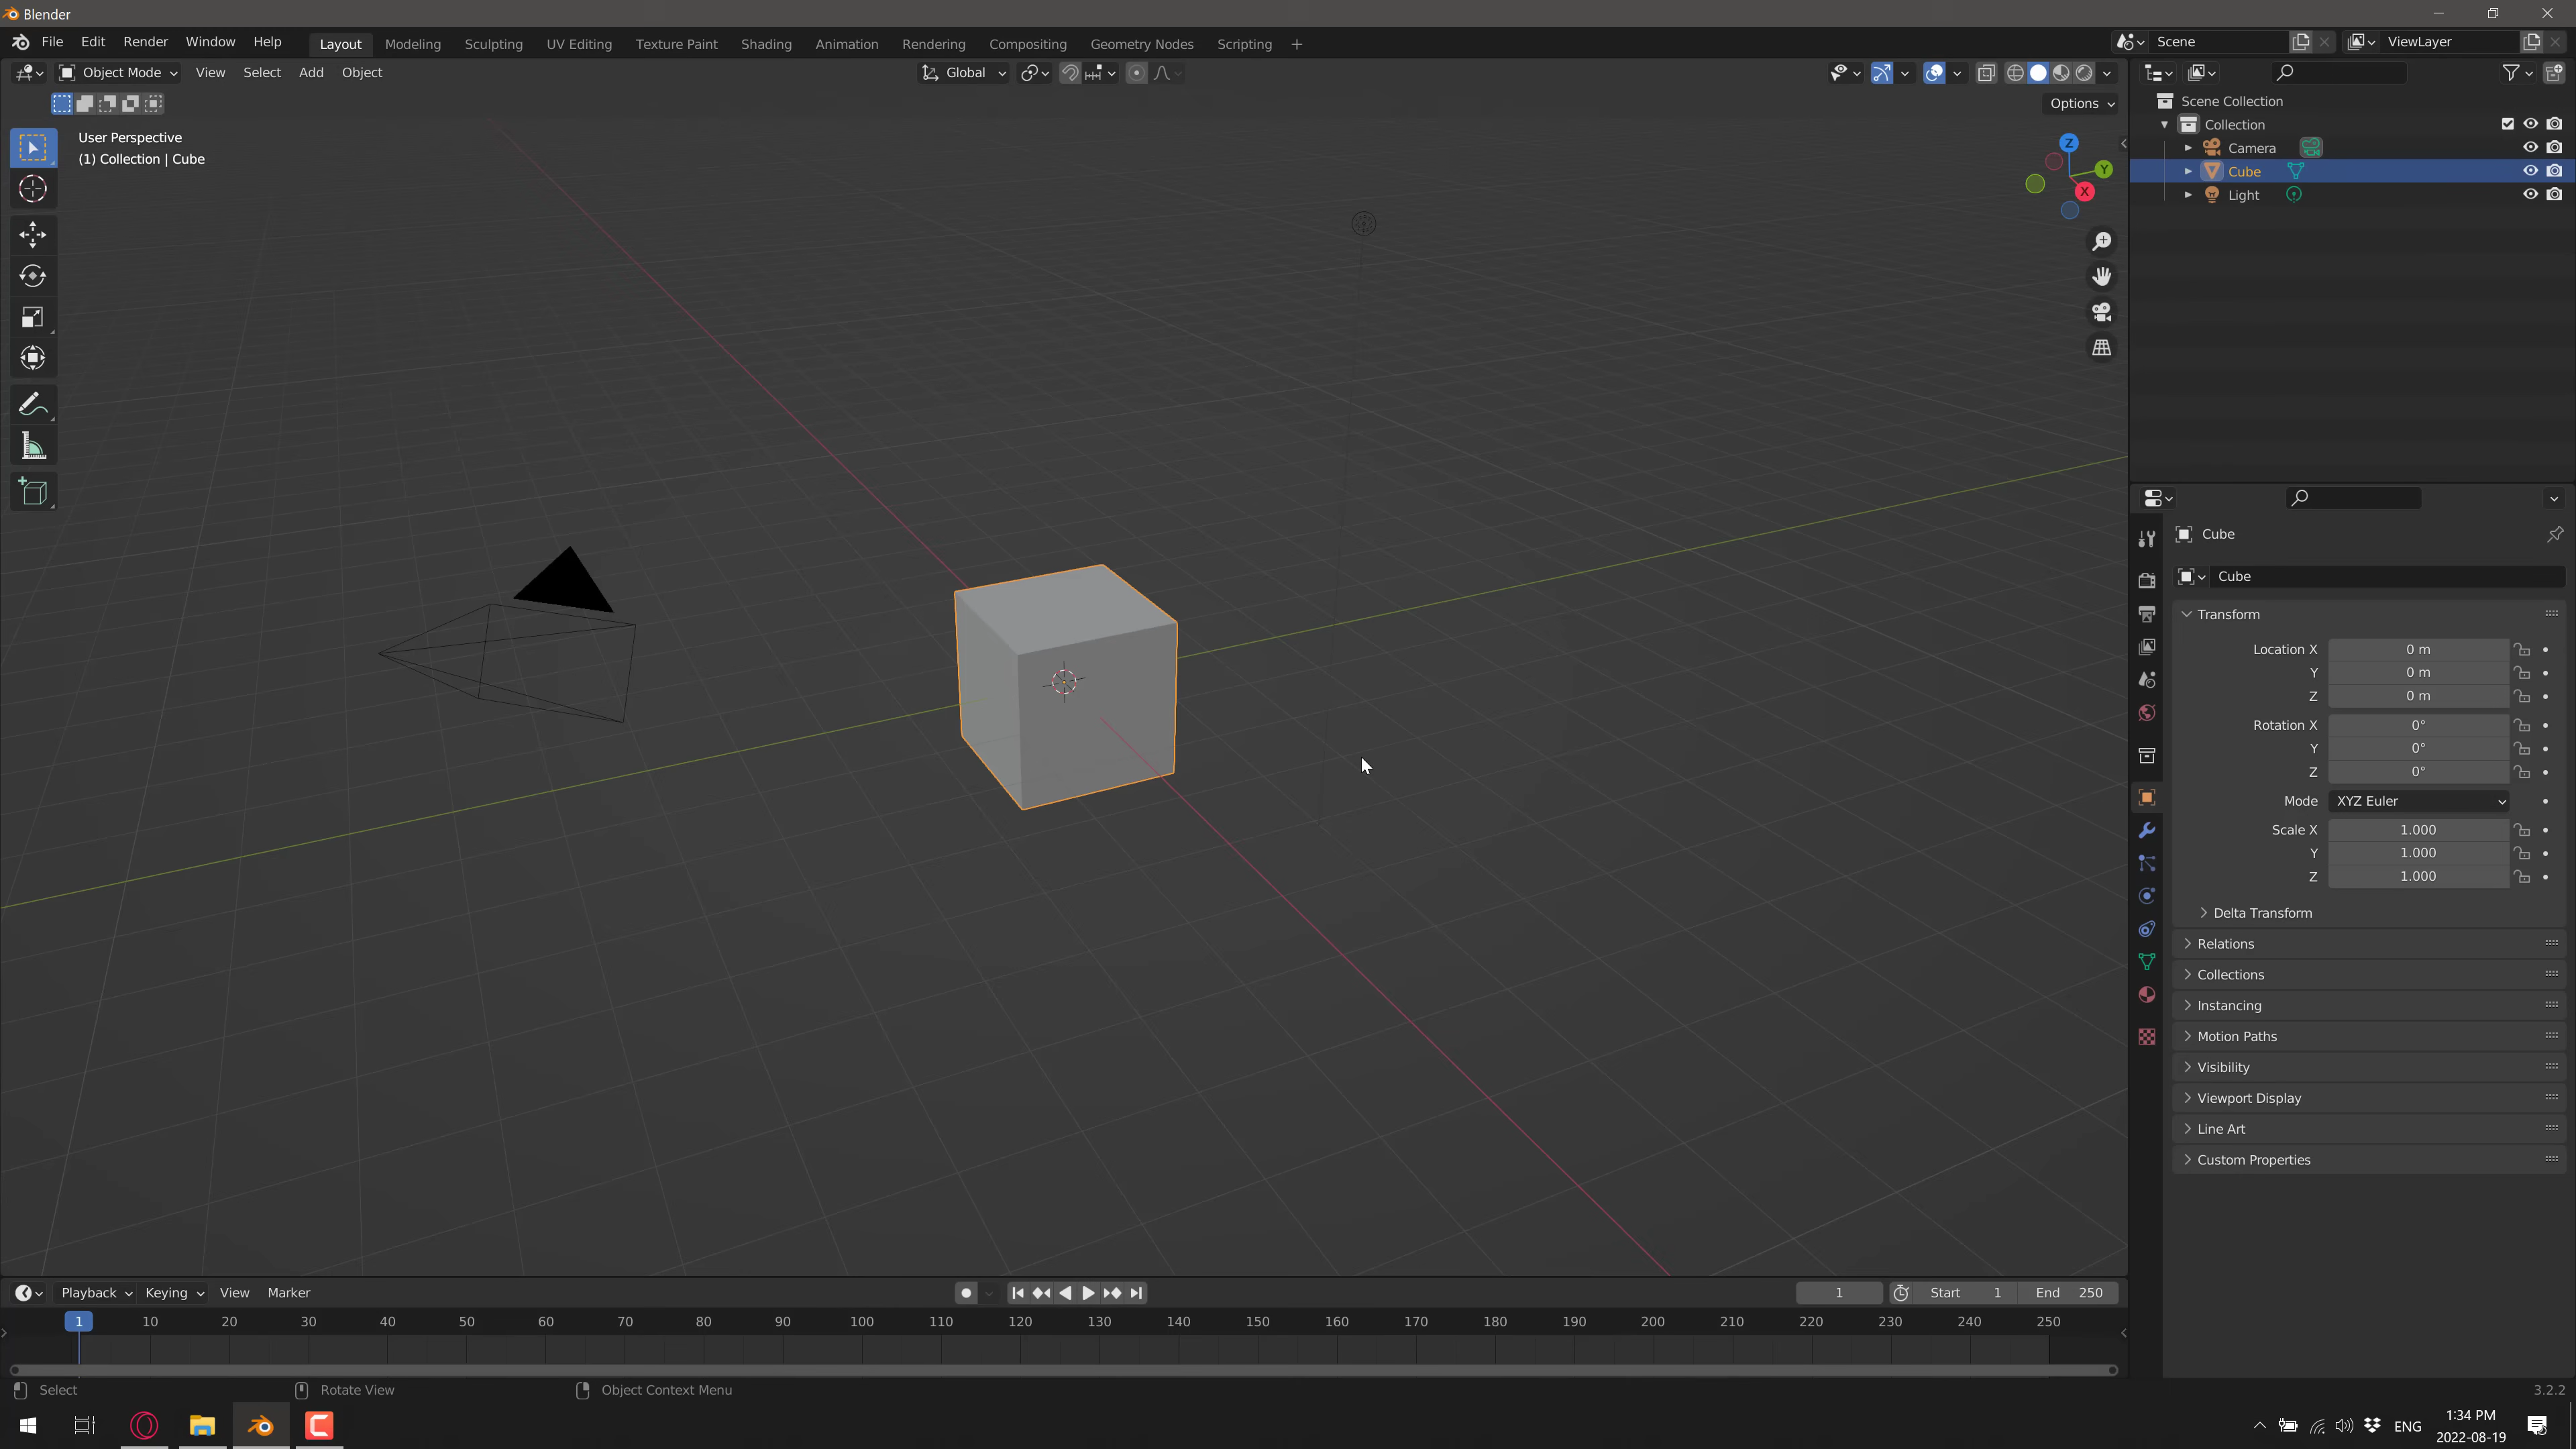 Blender
File Edit Render Window Help Layout Modeling Sculpting UV Editing Texture Paint Shading Animation Rendering Compositing Geometry Nodes Scripting + Scene ViewLayer
Object Mode View Select Add Object Global
Options
User Perspective
(1) Collection | Cube
Z
Y
X
Scene Collection
Collection
Camera
Cube
Light
Cube
Cube
Transform
Location X 0 m
Y 0 m
Z 0 m
Rotation X 0°
Y 0°
Z 0°
Mode XYZ Euler
Scale X 1.000
Y 1.000
Z 1.000
Delta Transform
Relations
Collections
Instancing
Motion Paths
Visibility
Viewport Display
Line Art
Custom Properties
Playback Keying View Marker 1 Start 1 End 250
1 10 20 30 40 50 60 70 80 90 100 110 120 130 140 150 160 170 180 190 200 210 220 230 240 250
Select Rotate View Object Context Menu 3.2.2
ENG 1:34 PM
2022-08-19